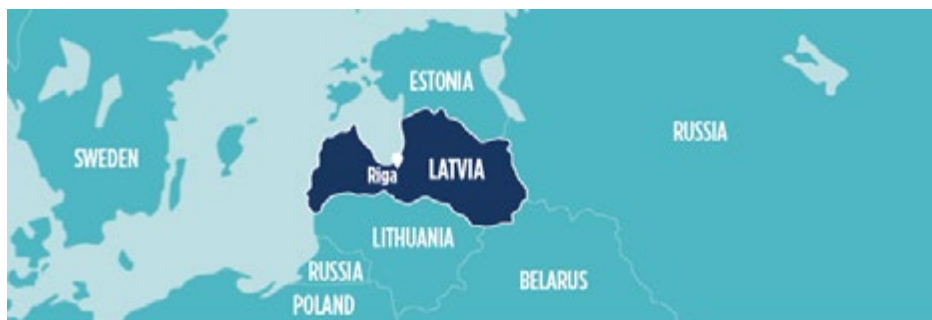 ESTONIA
RUSSIA
SWEDEN
Riga
LATVIA
LITHUANIA
RUSSIA
BELARUS
POLAND